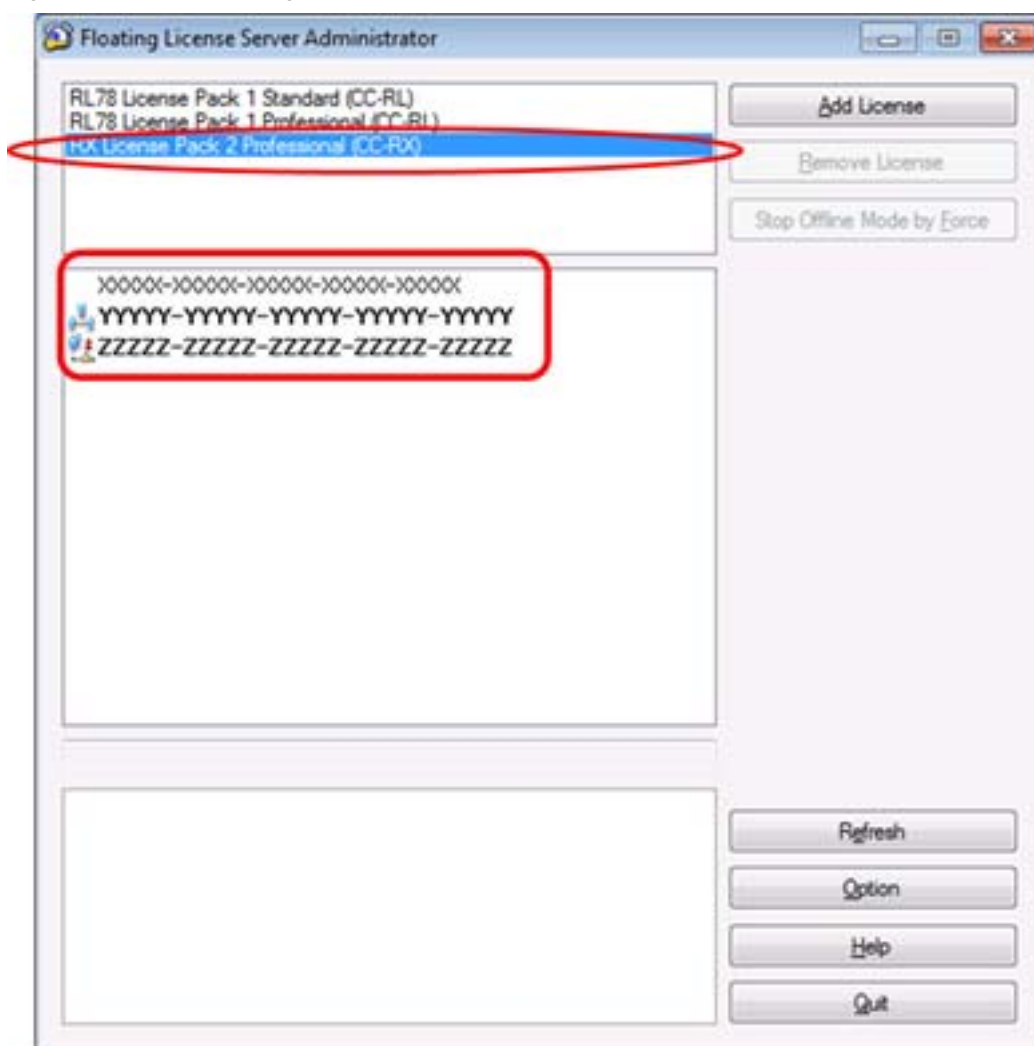 Floating License Server Administrator
RL78 License Pack 1 Standard (CC-RL)
RL78 License Pack 1 Professional (CC-RL)
RX License Pack 2 Professional (CC-RX)
Add License
Remove License
Stop Offline Mode by Force
XXXXX-XXXXX-XXXXX-XXXXX-XXXXX
YYYYY-YYYYY-YYYYY-YYYYY-YYYYY
ZZZZZ-ZZZZZ-ZZZZZ-ZZZZZ-ZZZZZ
Refresh
Option
Help
Quit